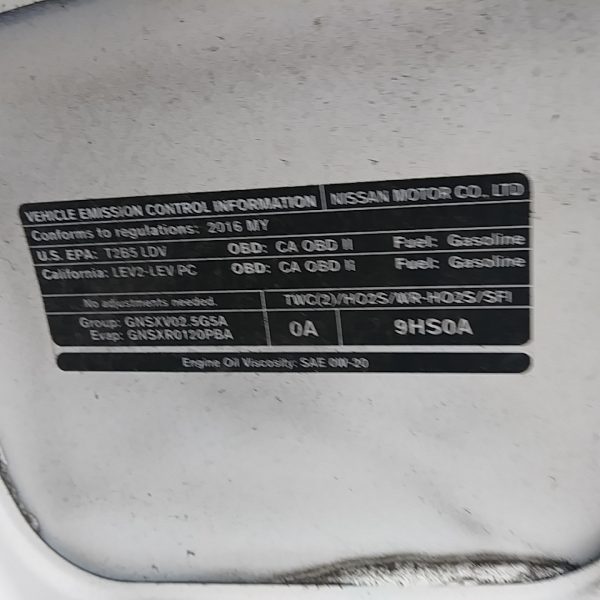 VEHICLE EMISSION CONTROL INFORMATION NISSAN MOTOR CO., LTD
Conforms to regulations: 2016 MY
U.S. EPA: T2B5 LDV OBD: CA OBD II Fuel: Gasoline
California: LEV2-LEV PC OBD: CA OBD II Fuel: Gasoline
No adjustments needed. TWC(2)/HO2S/WR-HO2S/SFI
Group: GNSXV02.5G5A
Evap: GNSXR0120PBA
0A 9HS0A
Engine Oil Viscosity: SAE 0W-20